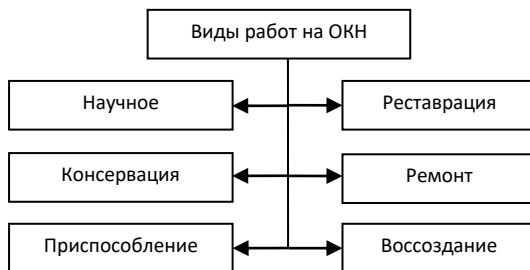 Виды работ на ОКН
Научное
Реставрация
Консервация
Ремонт
Приспособление
Воссоздание